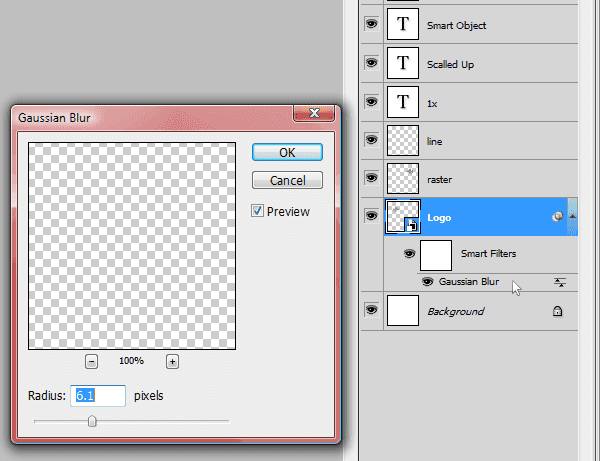 Gaussian Blur
OK
Cancel
Preview
100%
Radius: 6.1 pixels
T Smart Object
T Scalled Up
T 1x
line
raster
Logo
Smart Filters
Gaussian Blur
Background